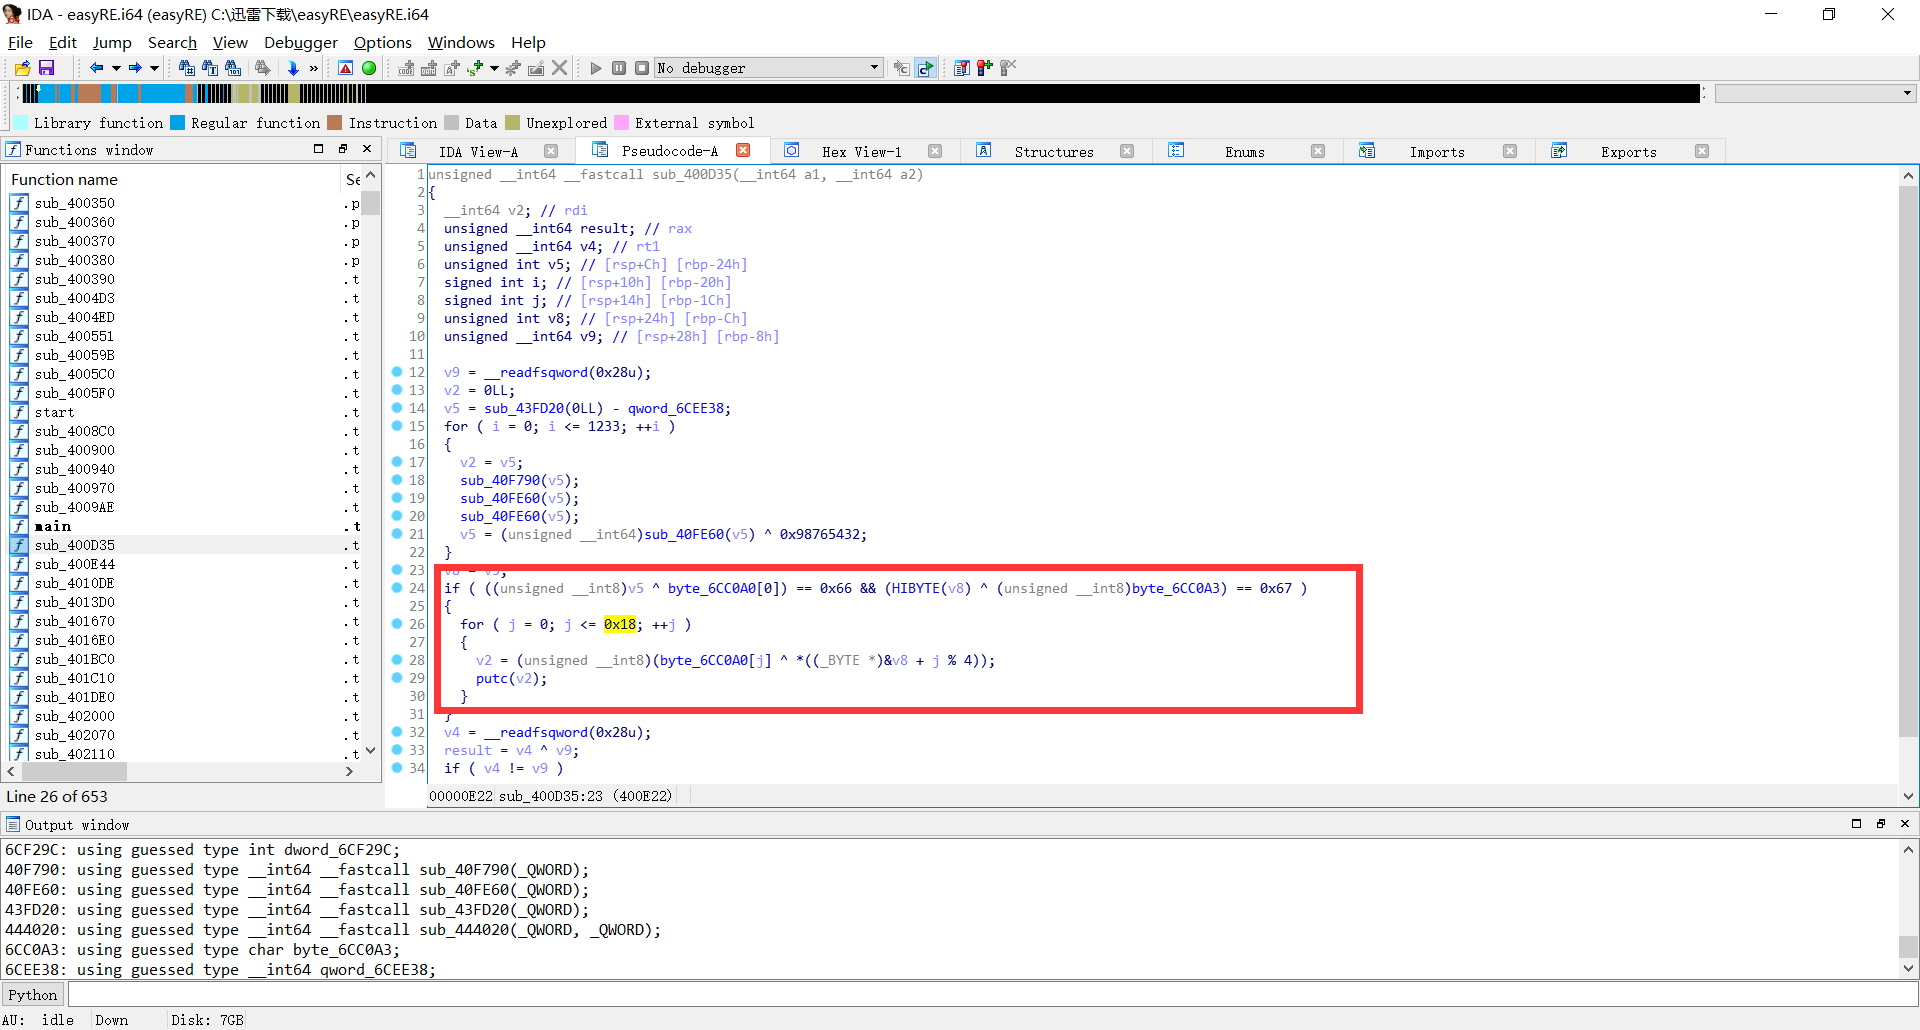 IDA - easyRE.i64 (easyRE) C:\迅雷下载\easyRE\easyRE.i64
File Edit Jump Search View Debugger Options Windows Help
No debugger
Library function Regular function Instruction Data Unexplored External symbol
Functions window
IDA View-A Pseudocode-A Hex View-1 Structures Enums Imports Exports
Function name Se
sub_400350 .p
sub_400360 .p
sub_400370 .p
sub_400380 .p
sub_400390 .t
sub_4004D3 .t
sub_4004ED .t
sub_400551 .t
sub_40059B .t
sub_4005C0 .t
sub_4005F0 .t
start .t
sub_4008C0 .t
sub_400900 .t
sub_400940 .t
sub_400970 .t
sub_4009AE .t
main .t
sub_400D35 .t
sub_400E44 .t
sub_4010DE .t
sub_4013D0 .t
sub_401670 .t
sub_4016E0 .t
sub_401BC0 .t
sub_401C10 .t
sub_401DE0 .t
sub_402000 .t
sub_402070 .t
sub_402110 .t
Line 26 of 653
1 unsigned __int64 __fastcall sub_400D35(__int64 a1, __int64 a2)
2 {
3 __int64 v2; // rdi
4 unsigned __int64 result; // rax
5 unsigned __int64 v4; // rt1
6 unsigned int v5; // [rsp+Ch] [rbp-24h]
7 signed int i; // [rsp+10h] [rbp-20h]
8 signed int j; // [rsp+14h] [rbp-1Ch]
9 unsigned int v8; // [rsp+24h] [rbp-Ch]
10 unsigned __int64 v9; // [rsp+28h] [rbp-8h]
11
12 v9 = __readfsqword(0x28u);
13 v2 = 0LL;
14 v5 = sub_43FD20(0LL) - qword_6CEE38;
15 for ( i = 0; i <= 1233; ++i )
16 {
17 v2 = v5;
18 sub_40F790(v5);
19 sub_40FE60(v5);
20 sub_40FE60(v5);
21 v5 = (unsigned __int64)sub_40FE60(v5) ^ 0x98765432;
22 }
23 v8 = v5;
24 if ( ((unsigned __int8)v5 ^ byte_6CC0A0[0]) == 0x66 && (HIBYTE(v8) ^ (unsigned __int8)byte_6CC0A3) == 0x67 )
25 {
26 for ( j = 0; j <= 0x18; ++j )
27 {
28 v2 = (unsigned __int8)(byte_6CC0A0[j] ^ *((_BYTE *)&v8 + j % 4));
29 putc(v2);
30 }
31 }
32 v4 = __readfsqword(0x28u);
33 result = v4 ^ v9;
34 if ( v4 != v9 )
00000E22 sub_400D35:23 (400E22)
Output window
6CF29C: using guessed type int dword_6CF29C;
40F790: using guessed type __int64 __fastcall sub_40F790(_QWORD);
40FE60: using guessed type __int64 __fastcall sub_40FE60(_QWORD);
43FD20: using guessed type __int64 __fastcall sub_43FD20(_QWORD);
444020: using guessed type __int64 __fastcall sub_444020(_QWORD, _QWORD);
6CC0A3: using guessed type char byte_6CC0A3;
6CEE38: using guessed type __int64 qword_6CEE38;
Python
AU: idle Down Disk: 7GB